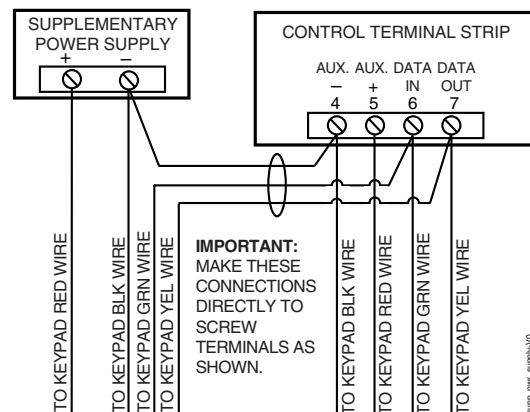 SUPPLEMENTARY
POWER SUPPLY
+ –
CONTROL TERMINAL STRIP
AUX. AUX. DATA DATA
– + IN OUT
4 5 6 7
IMPORTANT:
MAKE THESE
CONNECTIONS
DIRECTLY TO
SCREW
TERMINALS AS
SHOWN.
TO KEYPAD RED WIRE
TO KEYPAD BLK WIRE
TO KEYPAD GRN WIRE
TO KEYPAD YEL WIRE
TO KEYPAD BLK WIRE
TO KEYPAD RED WIRE
TO KEYPAD GRN WIRE
TO KEYPAD YEL WIRE